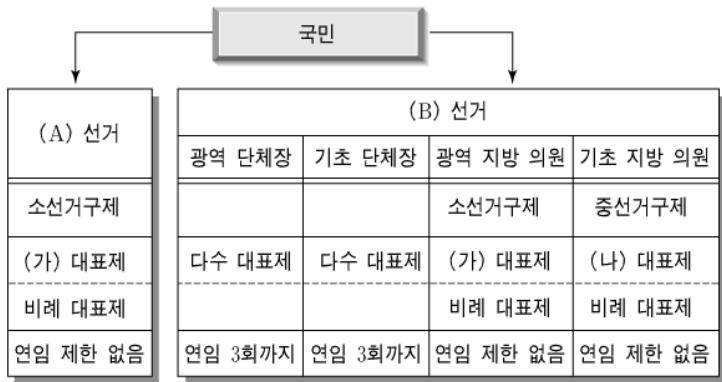 국민
(A) 선거
(B) 선거
광역 단체장 기초 단체장 광역 지방 의원 기초 지방 의원
소선거구제 소선거구제 중선거구제
(가) 대표제 다수 대표제 다수 대표제 (가) 대표제 (나) 대표제
비례 대표제 비례 대표제 비례 대표제
연임 제한 없음 연임 3회까지 연임 3회까지 연임 제한 없음 연임 제한 없음